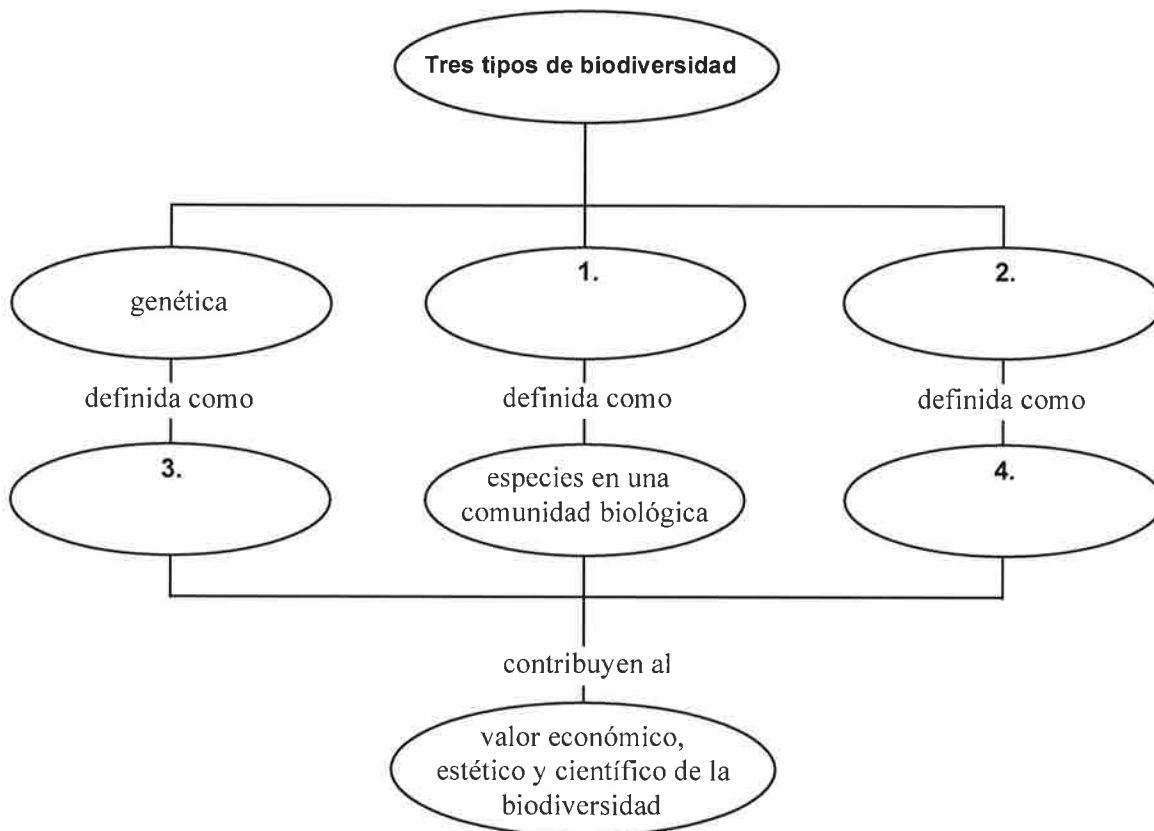 Tres tipos de biodiversidad
genética
1.
2.
definida como
definida como
definida como
3.
especies en una
comunidad biológica
4.
contribuyen al
valor económico,
estético y científico de la
biodiversidad